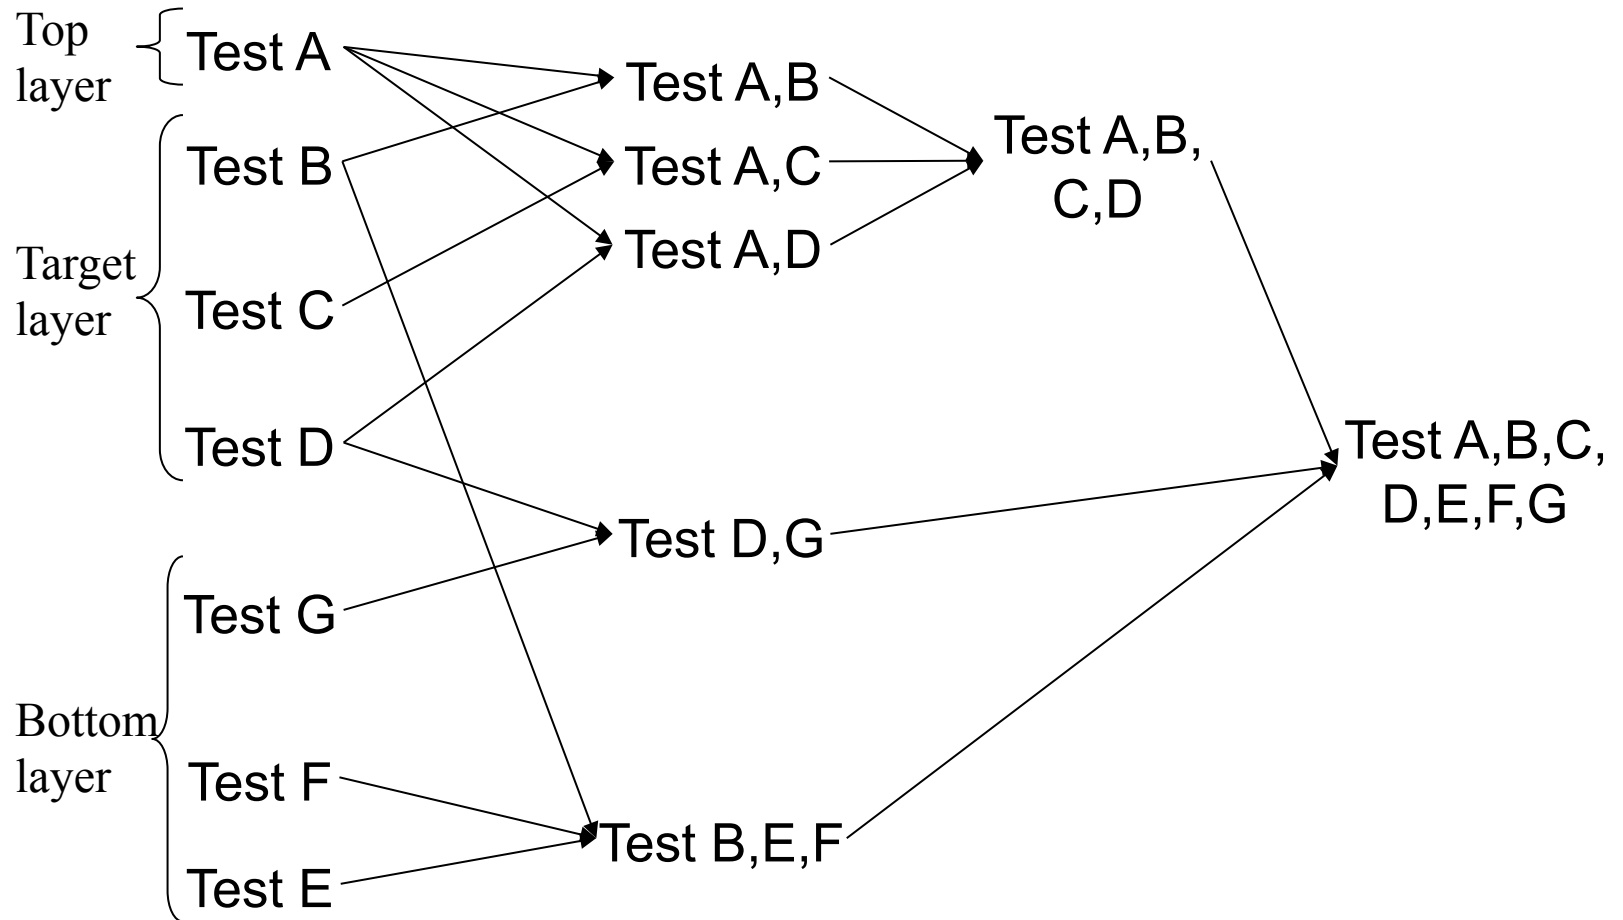 Top
layer
Test A
Test B
Target
layer
Test C
Test D
Test G
Bottom
layer
Test F
Test E
Test A,B
Test A,C
Test A,D
Test D,G
Test B,E,F
Test A,B,
C,D
Test A,B,C,
D,E,F,G